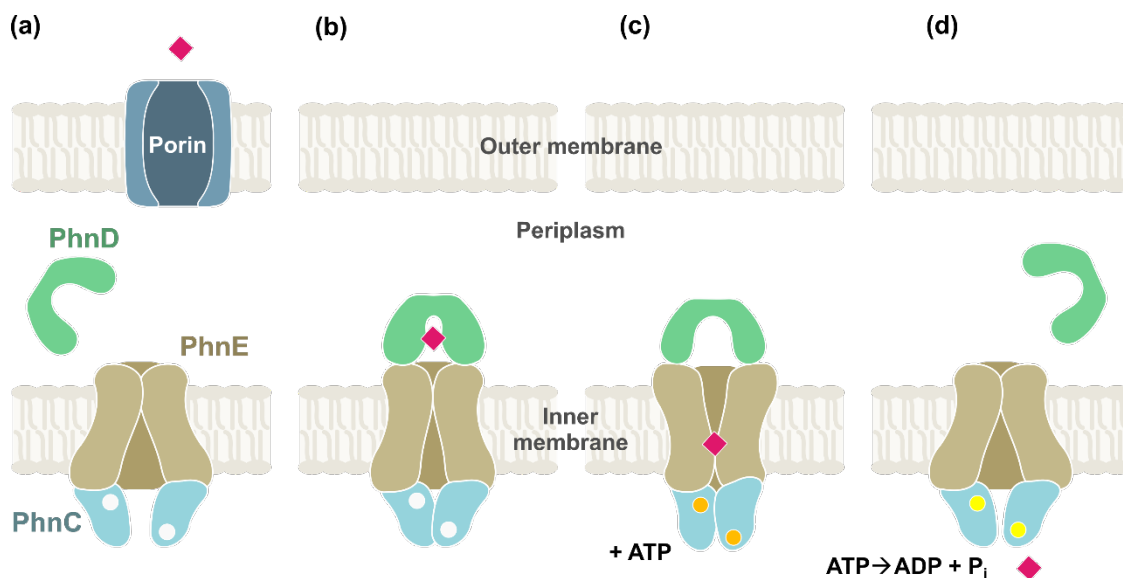 (a)
(b)
(c)
(d)
Porin
Outer membrane
Periplasm
PhnD
PhnE
Inner
membrane
PhnC
+ ATP
ATP→ADP + Pi